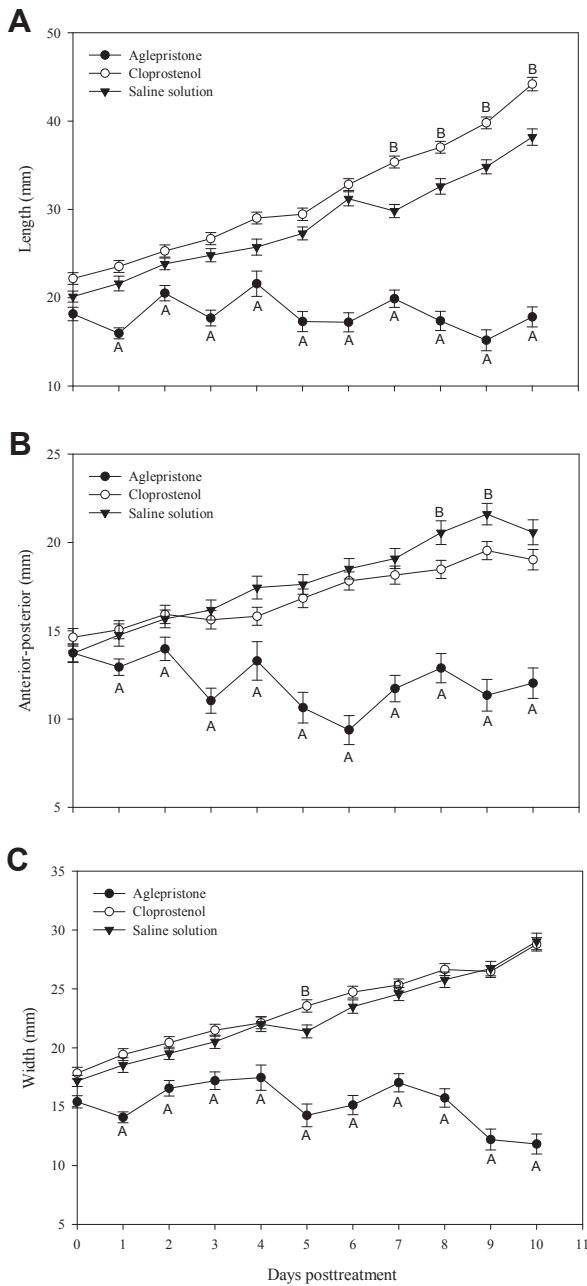 A
50
40
30
20
10
Length (mm)
Aglepristone
Cloprostenol
Saline solution
B B B B
A A A A A A A A A A
B
25
20
15
10
5
Anterior-posterior (mm)
Aglepristone
Cloprostenol
Saline solution
B B
A A A A A A A A A A
C
35
30
25
20
15
10
5
Width (mm)
Aglepristone
Cloprostenol
Saline solution
B
A A A A A A A A A A
0 1 2 3 4 5 6 7 8 9 10 11
Days posttreatment